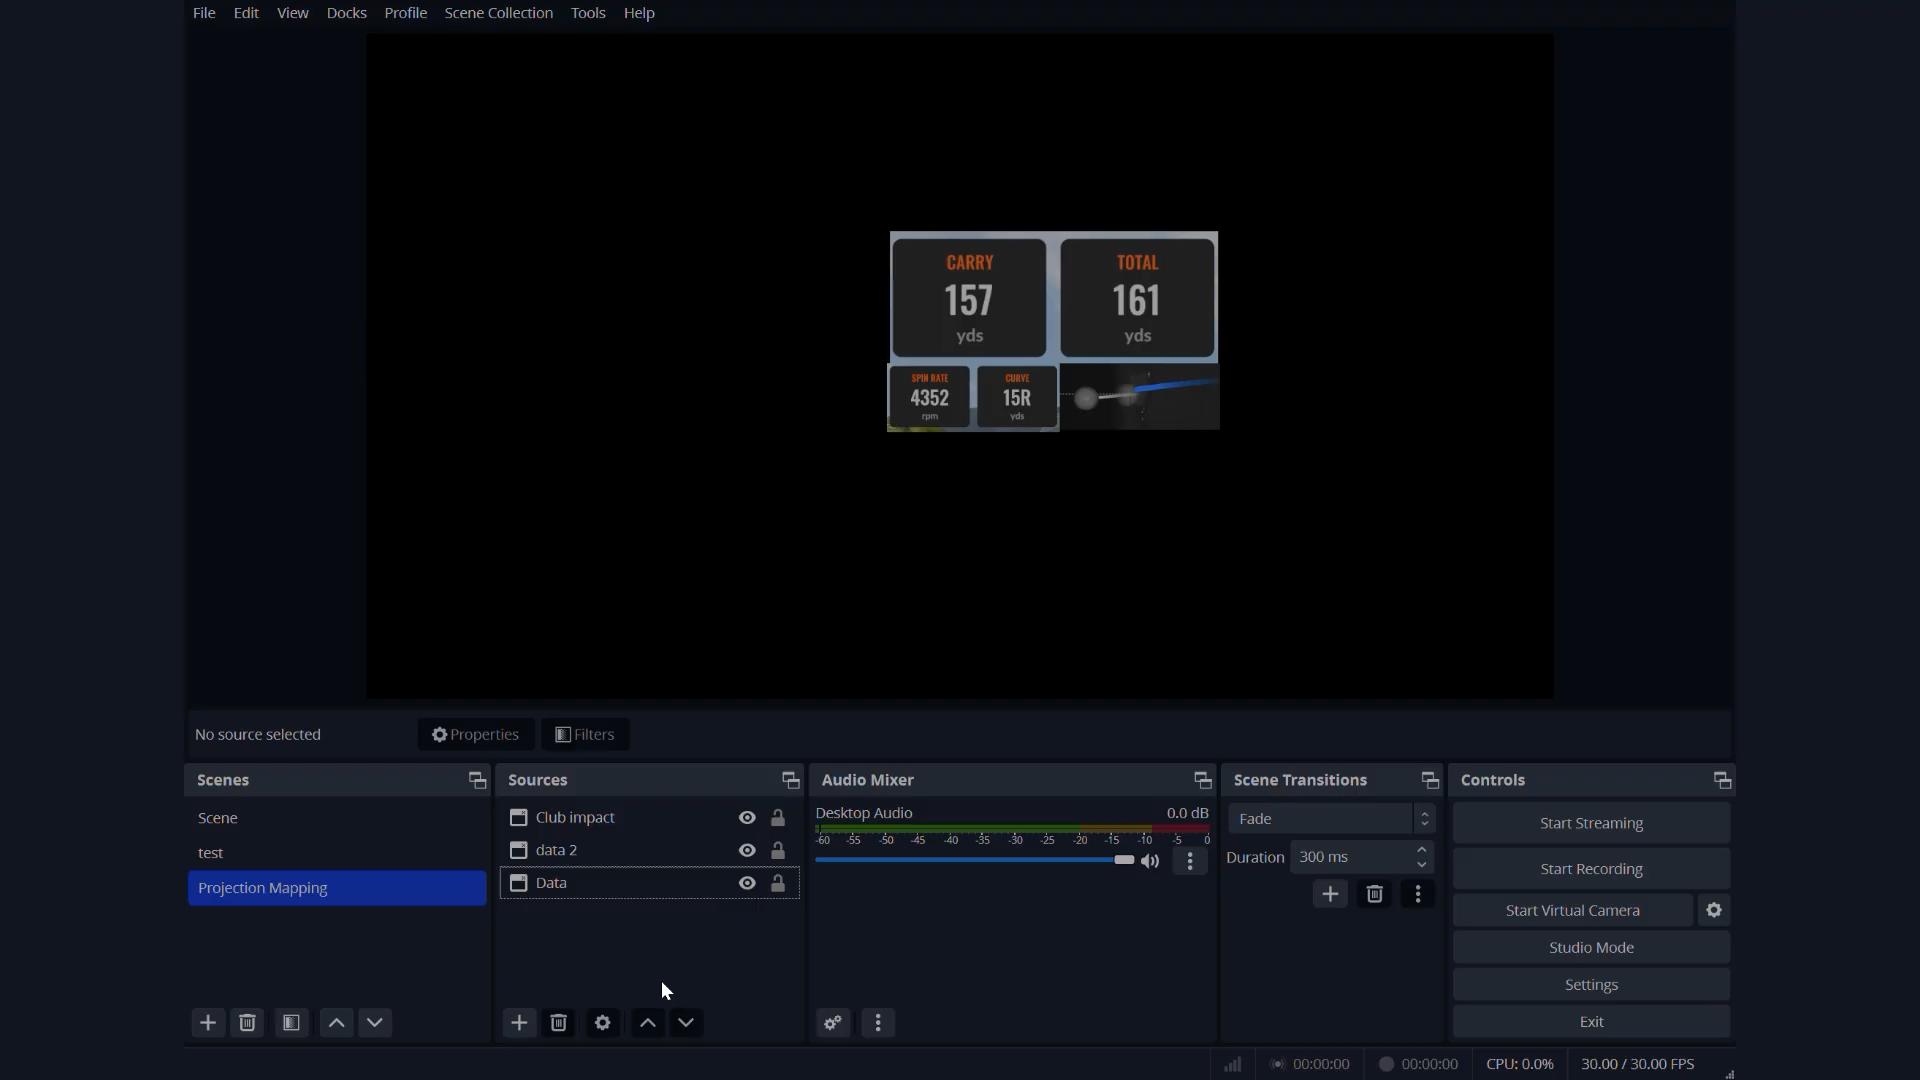 File Edit View Docks Profile Scene Collection Tools Help
CARRY TOTAL
157 161
yds yds
SPIN RATE CURVE
4352 15R
rpm yds
No source selected Properties Filters
Scenes Sources Audio Mixer Scene Transitions Controls
Scene
test
Projection Mapping
Club impact
data 2
Data
Desktop Audio 0.0 dB
-60 -55 -50 -45 -40 -35 -30 -25 -20 -15 -10 -5 0
Fade
Duration 300 ms
Start Streaming
Start Recording
Start Virtual Camera
Studio Mode
Settings
Exit
00:00:00 00:00:00 CPU: 0.0% 30.00 / 30.00 FPS